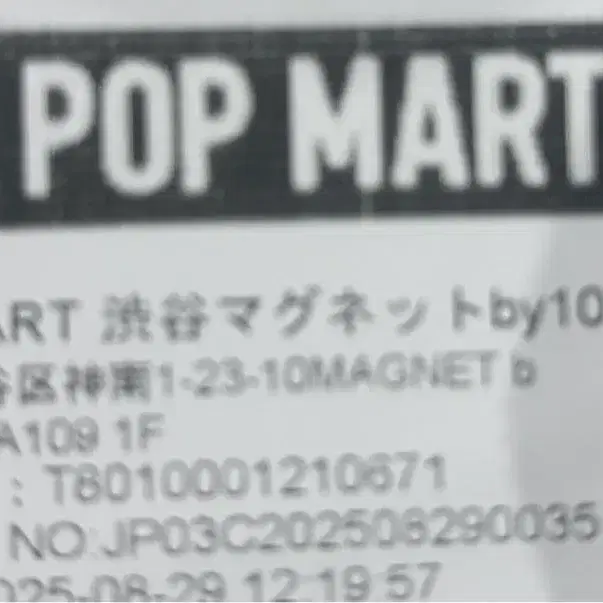 POP MART
ART 渋谷マグネットby10
谷区神南1-23-10MAGNET b
A109 1F
: T8010001210671
NO:JP03C202508290035
025-08-29 12:19:57